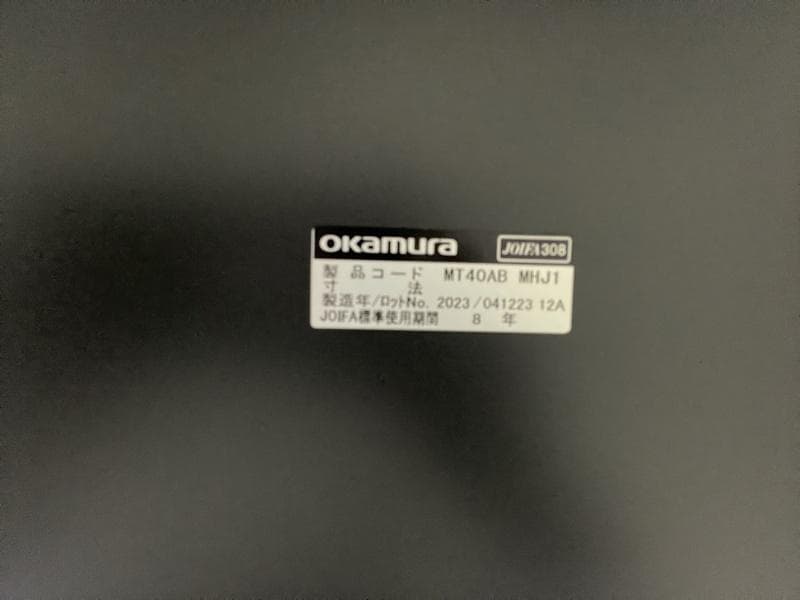 okamura JOIFA308
製品コード MT40AB MHJ1
寸法
製造年/ロットNo. 2023/041223 12A
JOIFA標準使用期間 8 年